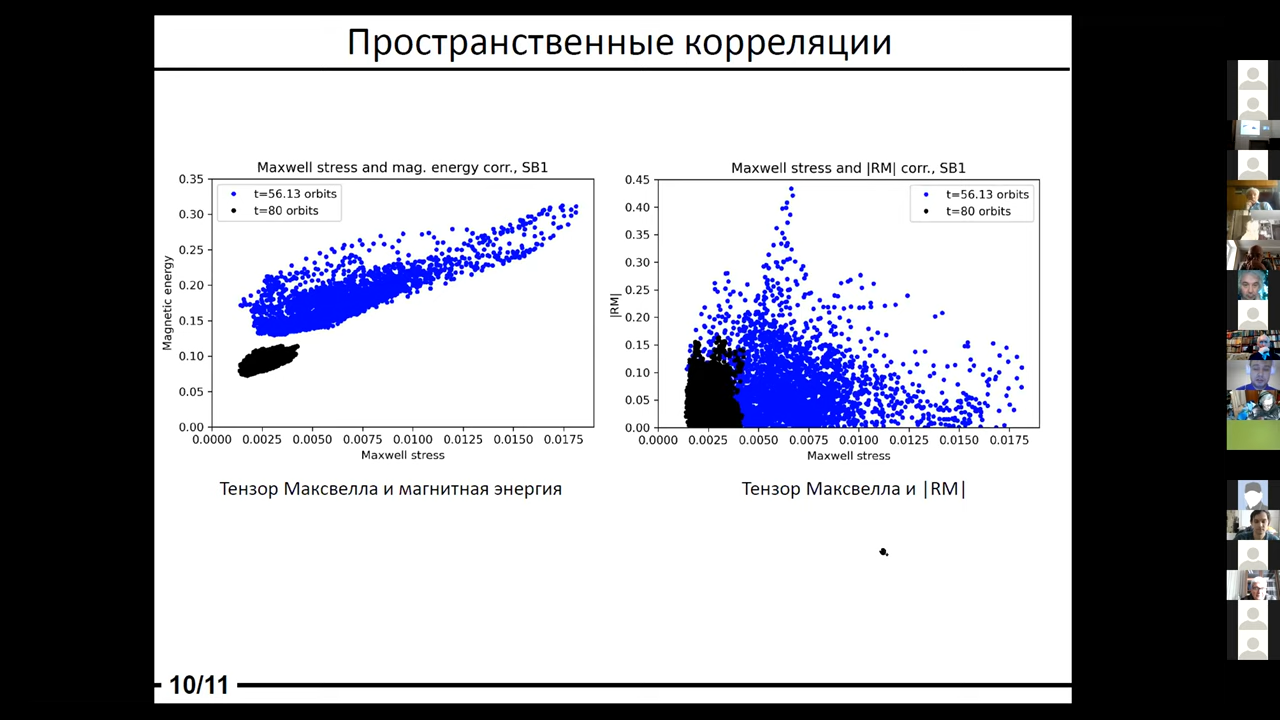 Пространственные корреляции
Maxwell stress and mag. energy corr., SB1
0.35
0.30
0.25
0.20
0.15
0.10
0.05
0.00
Magnetic energy
t=56.13 orbits
t=80 orbits
0.0000 0.0025 0.0050 0.0075 0.0100 0.0125 0.0150 0.0175
Maxwell stress
Тензор Максвелла и магнитная энергия
Maxwell stress and |RM| corr., SB1
0.45
0.40
0.35
0.30
0.25
0.20
0.15
0.10
0.05
0.00
|RM|
t=56.13 orbits
t=80 orbits
0.0000 0.0025 0.0050 0.0075 0.0100 0.0125 0.0150 0.0175
Maxwell stress
Тензор Максвелла и |RM|
10/11